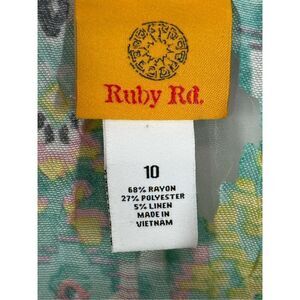 Ruby Rd.
10
68% RAYON
27% POLYESTER
5% LINEN
MADE IN
VIETNAM